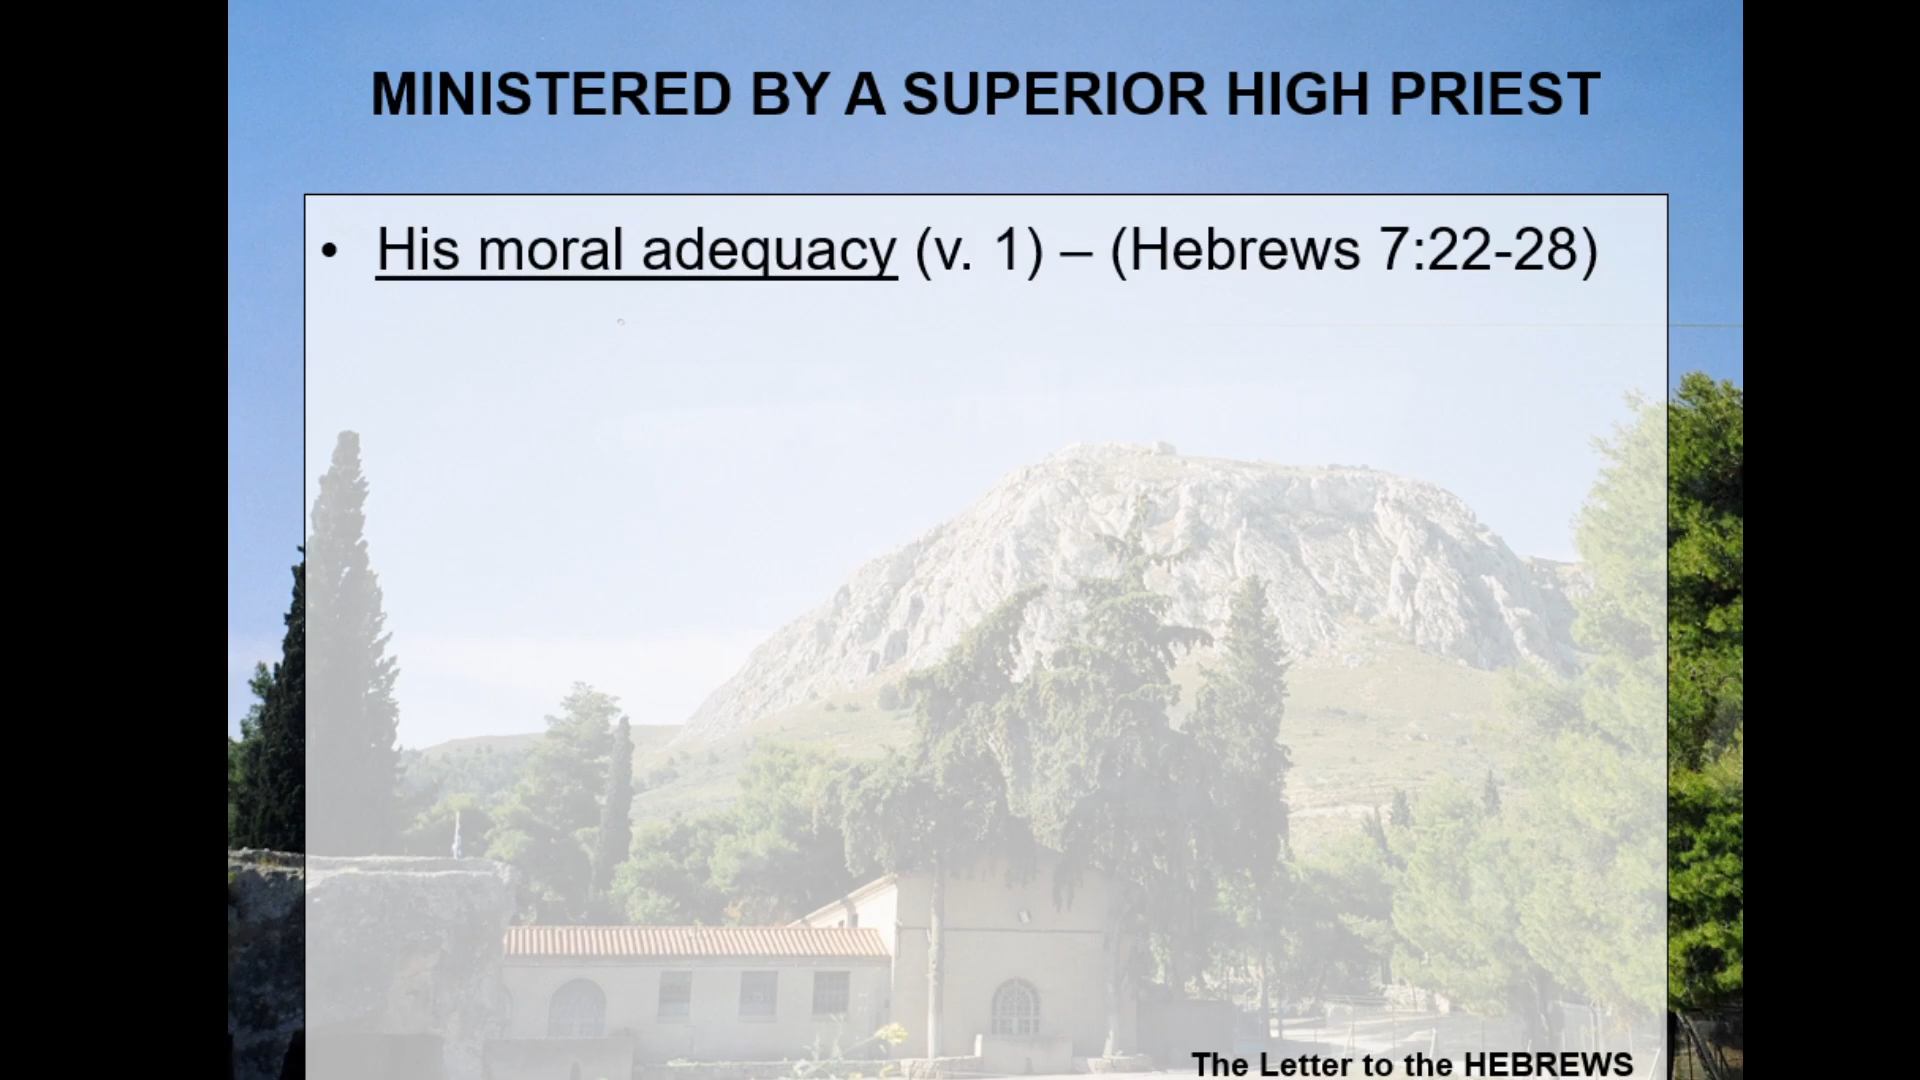 MINISTERED BY A SUPERIOR HIGH PRIEST
• His moral adequacy (v. 1) – (Hebrews 7:22-28)
The Letter to the HEBREWS